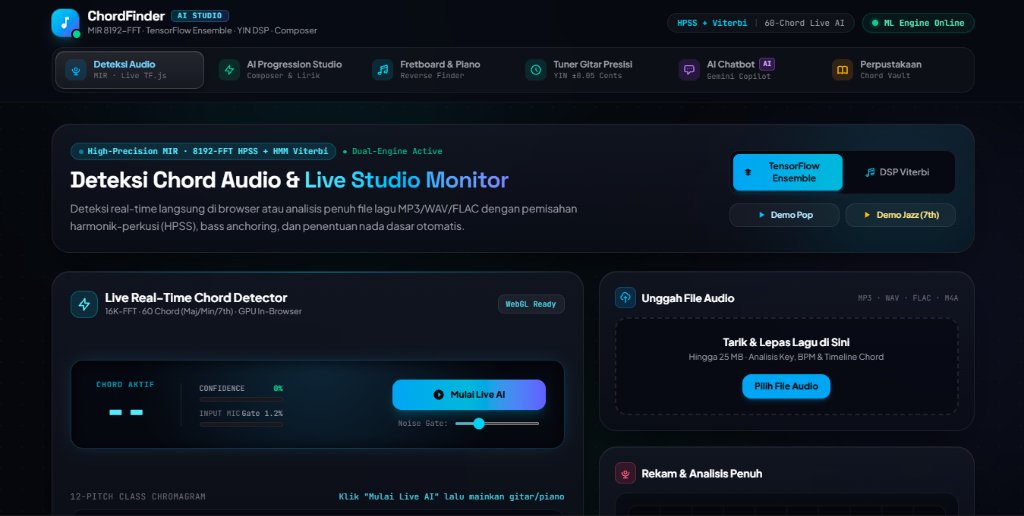 ChordFinder AI STUDIO
MIR 8192-FFT · TensorFlow Ensemble · YIN DSP · Composer
HPSS + Viterbi | 60-Chord Live AI
ML Engine Online
Deteksi Audio
MIR · Live TF.js
AI Progression Studio
Composer & Lirik
Fretboard & Piano
Reverse Finder
Tuner Gitar Presisi
YIN ±0.05 Cents
AI Chatbot AI
Gemini Copilot
Perpustakaan
Chord Vault
High-Precision MIR · 8192-FFT HPSS + HMM Viterbi
Dual-Engine Active
Deteksi Chord Audio & Live Studio Monitor
Deteksi real-time langsung di browser atau analisis penuh file lagu MP3/WAV/FLAC dengan pemisahan
harmonik-perkusi (HPSS), bass anchoring, dan penentuan nada dasar otomatis.
TensorFlow
Ensemble
DSP Viterbi
Demo Pop
Demo Jazz (7th)
Live Real-Time Chord Detector
16K-FFT · 60 Chord (Maj/Min/7th) · GPU In-Browser
WebGL Ready
CHORD AKTIF
--
CONFIDENCE 0%
INPUT MIC Gate 1.2%
Mulai Live AI
Noise Gate:
12-PITCH CLASS CHROMAGRAM
Klik "Mulai Live AI" lalu mainkan gitar/piano
Unggah File Audio
MP3 · WAV · FLAC · M4A
Tarik & Lepas Lagu di Sini
Hingga 25 MB · Analisis Key, BPM & Timeline Chord
Pilih File Audio
Rekam & Analisis Penuh